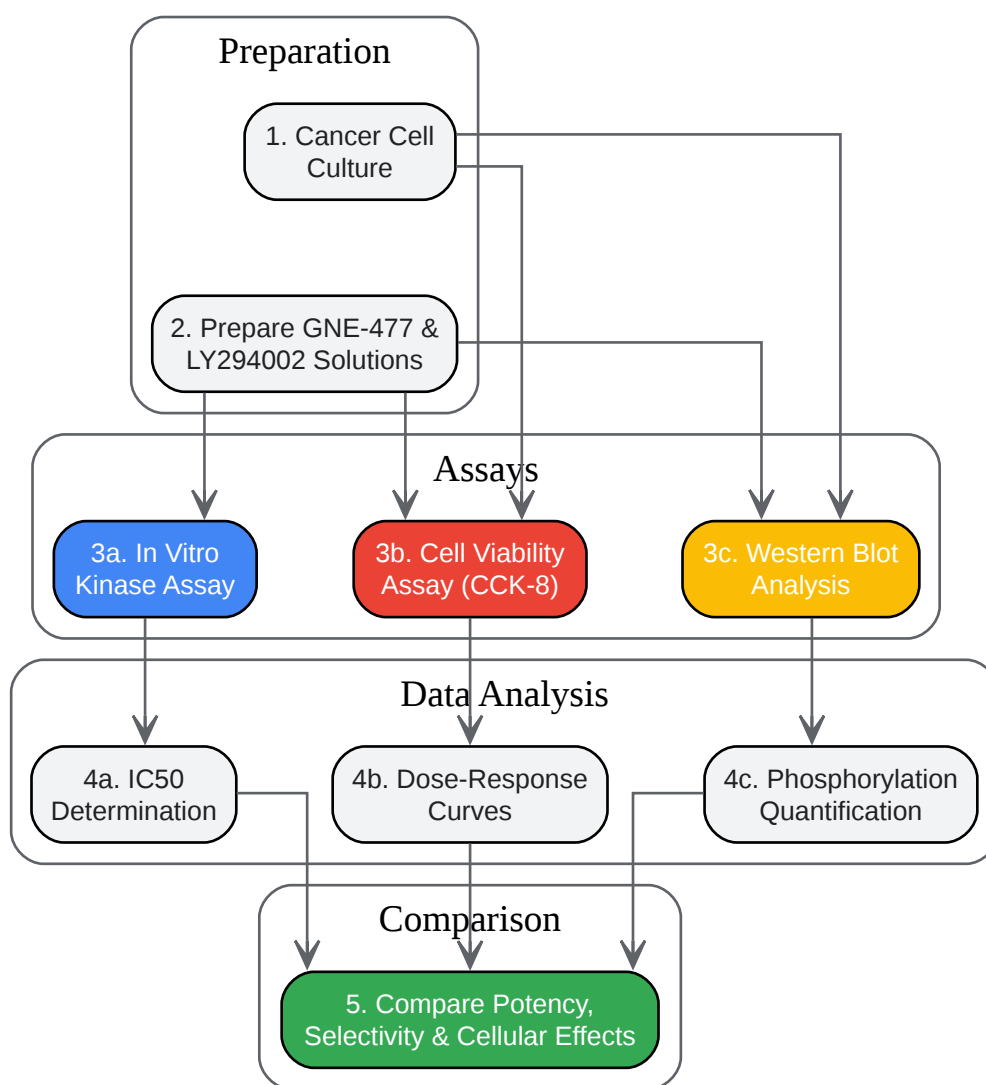 Preparation
1. Cancer Cell
Culture
2. Prepare GNE-477 &
LY294002 Solutions
Assays
3a. In Vitro
Kinase Assay
3b. Cell Viability
Assay (CCK-8)
3c. Western Blot
Analysis
Data Analysis
4a. IC50
Determination
4b. Dose-Response
Curves
4c. Phosphorylation
Quantification
Comparison
5. Compare Potency,
Selectivity & Cellular Effects